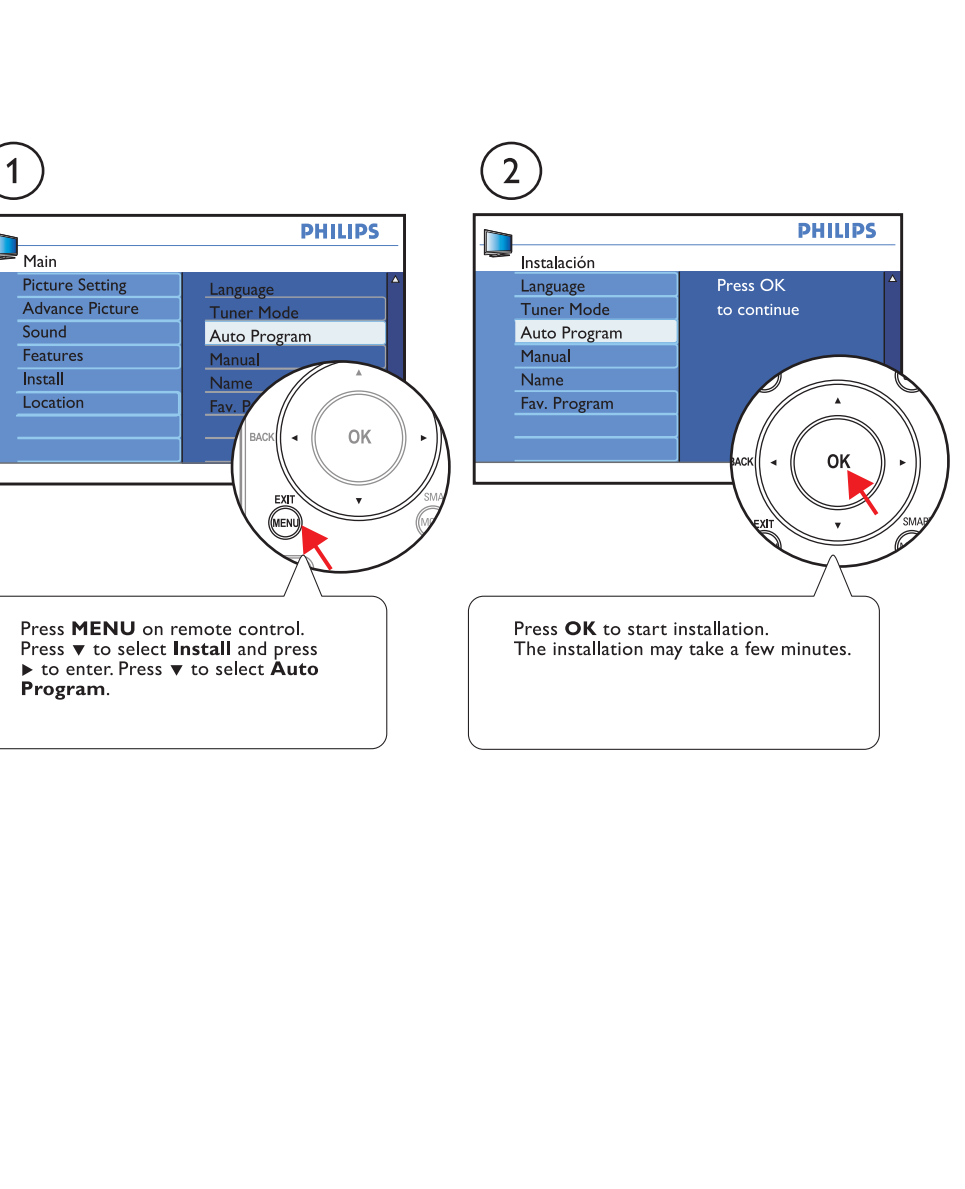 1
PHILIPS
Main
Picture Setting
Advance Picture
Sound
Features
Install
Location
Language
Tuner Mode
Auto Program
Manual
Name
Fav.
BACK
OK
EXIT
MENU
Press MENU on remote control.
Press ▼ to select Install and press
► to enter. Press ▼ to select Auto
Program.
2
PHILIPS
Instalación
Language
Tuner Mode
Auto Program
Manual
Name
Fav. Program
Press OK
to continue
BACK
OK
EXIT
Press OK to start installation.
The installation may take a few minutes.